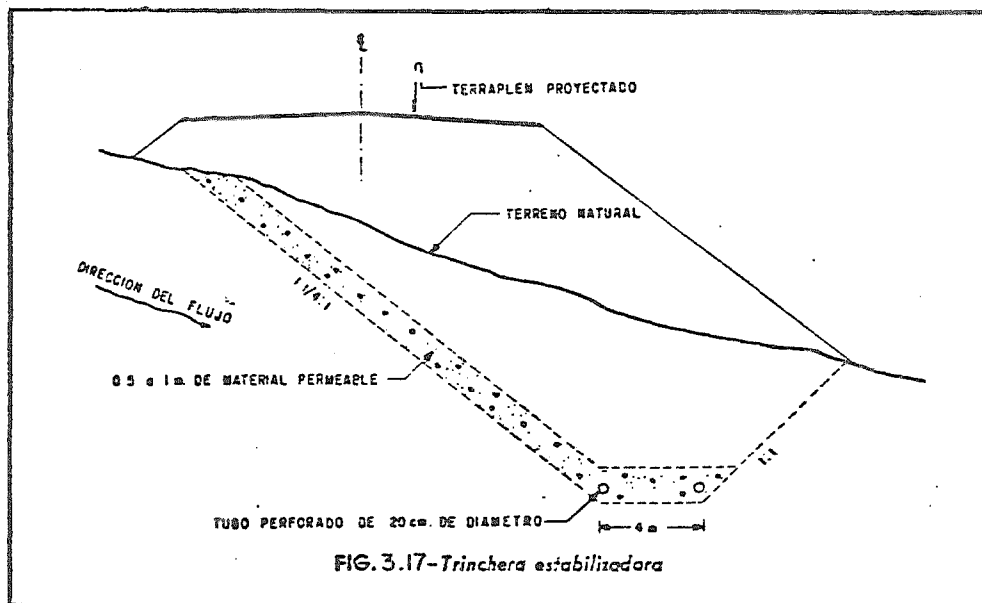 ℄
TERRAPLEN PROYECTADO
TERRENO NATURAL
DIRECCION DEL FLUJO
1 1/4:1
0.5 a 1m. DE MATERIAL PERMEABLE
1:1
TUBO PERFORADO DE 20 cm. DE DIAMETRO
4 m
FIG. 3.17-Trinchera estabilizadora